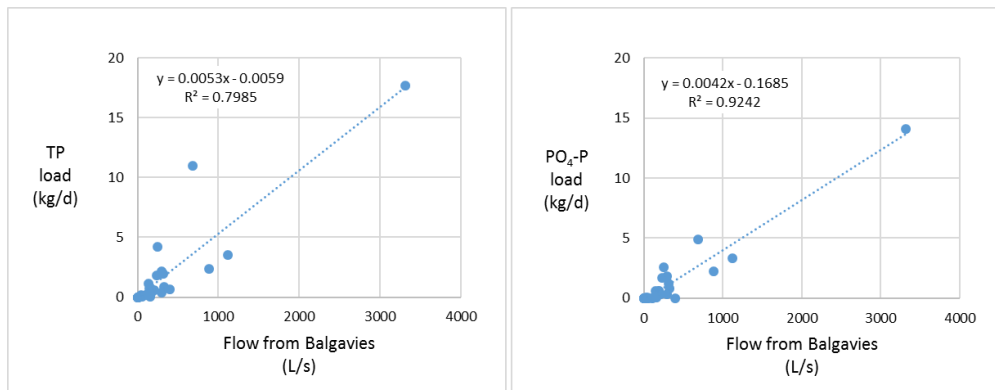 20
15
10
5
0
TP
load
(kg/d)
y = 0.0053x - 0.0059
R² = 0.7985
0 1000 2000 3000 4000
Flow from Balgavies
(L/s)
20
15
10
5
0
PO₄-P
load
(kg/d)
y = 0.0042x - 0.1685
R² = 0.9242
0 1000 2000 3000 4000
Flow from Balgavies
(L/s)